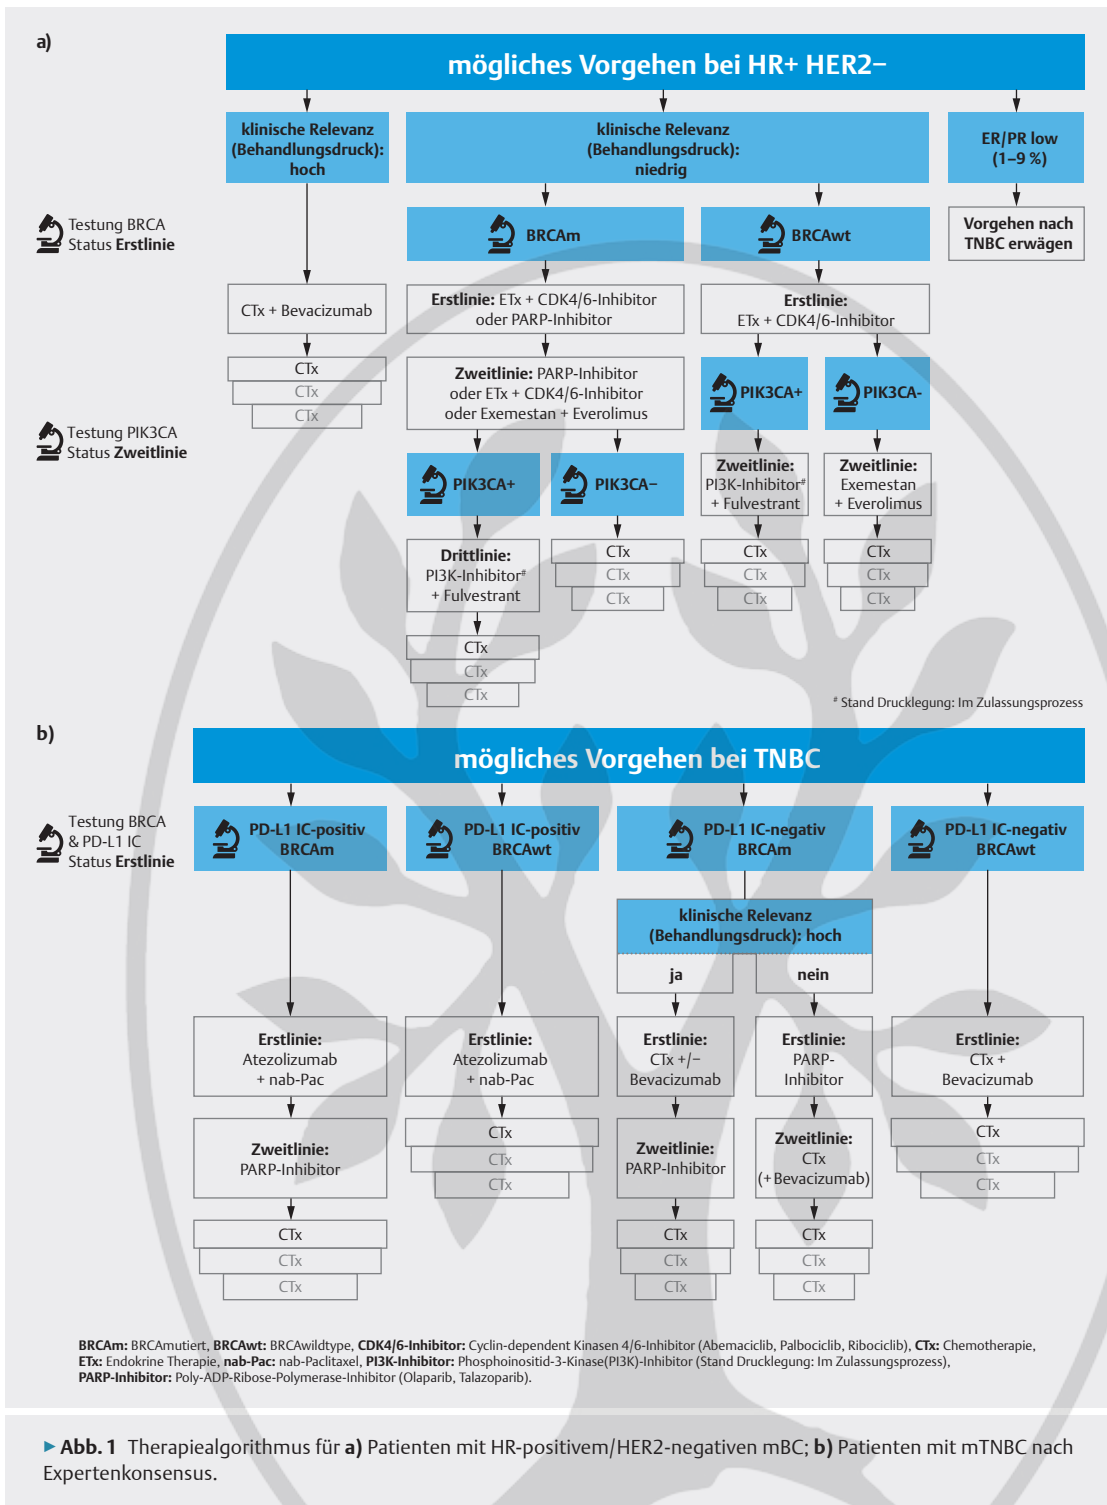 a)
mögliches Vorgehen bei HR+ HER2–
klinische Relevanz
(Behandlungsdruck):
hoch
klinische Relevanz
(Behandlungsdruck):
niedrig
ER/PR low
(1–9 %)
Testung BRCA
Status Erstlinie
BRCAm
BRCAwt
Vorgehen nach
TNBC erwägen
CTx + Bevacizumab
Erstlinie: ETx + CDK4/6-Inhibitor
oder PARP-Inhibitor
Erstlinie:
ETx + CDK4/6-Inhibitor
CTx
CTx
CTx
Zweitlinie: PARP-Inhibitor
oder ETx + CDK4/6-Inhibitor
oder Exemestan + Everolimus
PIK3CA+
PIK3CA-
Testung PIK3CA
Status Zweitlinie
PIK3CA+
PIK3CA–
Zweitlinie:
PI3K-Inhibitor#
+ Fulvestrant
Zweitlinie:
Exemestan
+ Everolimus
Drittlinie:
PI3K-Inhibitor#
+ Fulvestrant
CTx
CTx
CTx
CTx
CTx
CTx
CTx
CTx
CTx
CTx
CTx
CTx
# Stand Drucklegung: Im Zulassungsprozess
b)
mögliches Vorgehen bei TNBC
Testung BRCA
& PD-L1 IC
Status Erstlinie
PD-L1 IC-positiv
BRCAm
PD-L1 IC-positiv
BRCAwt
PD-L1 IC-negativ
BRCAm
PD-L1 IC-negativ
BRCAwt
klinische Relevanz
(Behandlungsdruck): hoch
ja
nein
Erstlinie:
Atezolizumab
+ nab-Pac
Erstlinie:
Atezolizumab
+ nab-Pac
Erstlinie:
CTx +/–
Bevacizumab
Erstlinie:
PARP-
Inhibitor
Erstlinie:
CTx +
Bevacizumab
Zweitlinie:
PARP-Inhibitor
CTx
CTx
CTx
Zweitlinie:
PARP-Inhibitor
Zweitlinie:
CTx
(+Bevacizumab)
CTx
CTx
CTx
CTx
CTx
CTx
CTx
CTx
CTx
CTx
CTx
CTx
BRCAm: BRCAmutiert, BRCAwt: BRCAwildtype, CDK4/6-Inhibitor: Cyclin-dependent Kinasen 4/6-Inhibitor (Abemaciclib, Palbociclib, Ribociclib), CTx: Chemotherapie,
ETx: Endokrine Therapie, nab-Pac: nab-Paclitaxel, PI3K-Inhibitor: Phosphoinositid-3-Kinase(PI3K)-Inhibitor (Stand Drucklegung: Im Zulassungsprozess),
PARP-Inhibitor: Poly-ADP-Ribose-Polymerase-Inhibitor (Olaparib, Talazoparib).
▶ Abb. 1 Therapiealgorithmus für a) Patienten mit HR-positivem/HER2-negativen mBC; b) Patienten mit mTNBC nach
Expertenkonsensus.